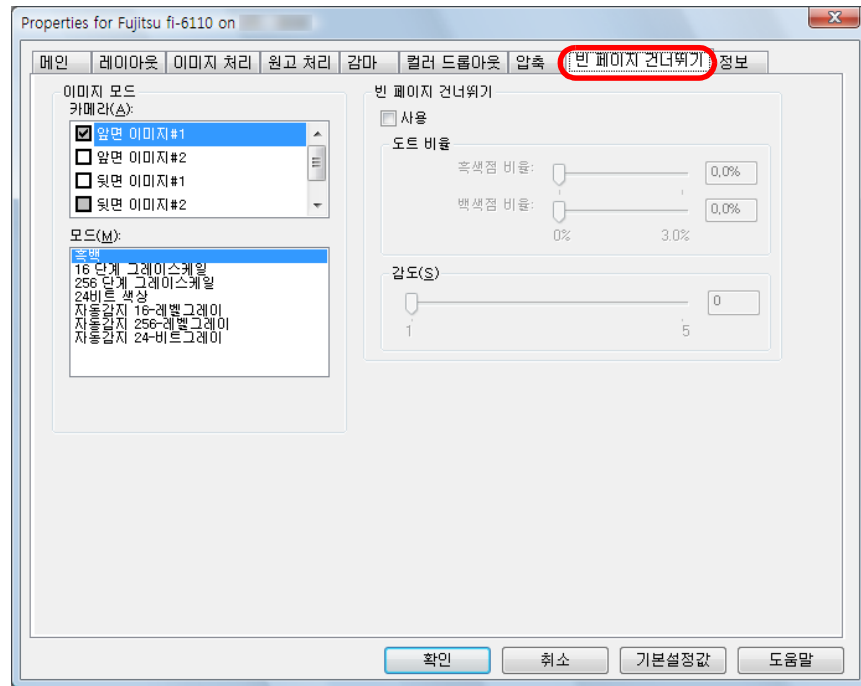 Properties for Fujitsu fi-6110 on
메인 레이아웃 이미지 처리 원고 처리 감마 컬러 드롭아웃 압축 빈 페이지 건너뛰기 정보
이미지 모드
카메라(A):
앞면 이미지#1
앞면 이미지#2
뒷면 이미지#1
뒷면 이미지#2
모드(M):
흑백
16 단계 그레이스케일
256 단계 그레이스케일
24비트 색상
자동감지 16-레벨그레이
자동감지 256-레벨그레이
자동감지 24-비트그레이
빈 페이지 건너뛰기
사용
도트 비율
흑색점 비율: 0,0%
백색점 비율: 0,0%
0% 3.0%
감도(S)
0
1 5
확인 취소 기본설정값 도움말